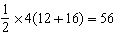 1/2 × 4(12 + 16) = 56